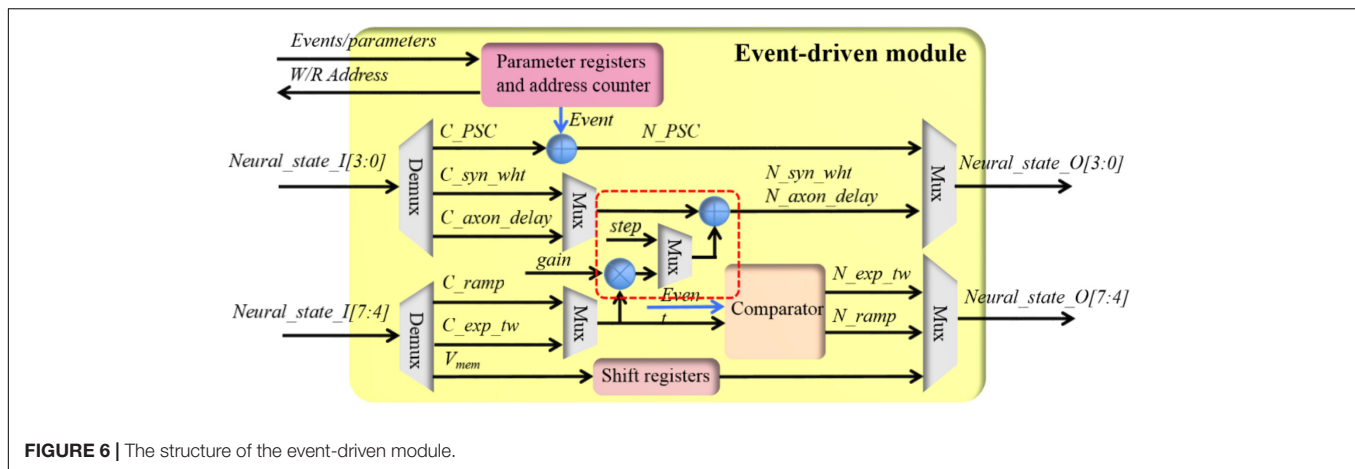 Events/parameters
W/R Address
Parameter registers
and address counter
Event-driven module
Event
C_PSC
N_PSC
Neural_state_I[3:0]
Demux
C_syn_wht
C_axon_delay
Mux
N_syn_wht
N_axon_delay
Mux
Neural_state_O[3:0]
step
Mux
gain
C_ramp
Even
t
Comparator
N_exp_tw
Neural_state_I[7:4]
Demux
C_exp_tw
Mux
N_ramp
Mux
Neural_state_O[7:4]
Vmem
Shift registers
FIGURE 6 | The structure of the event-driven module.